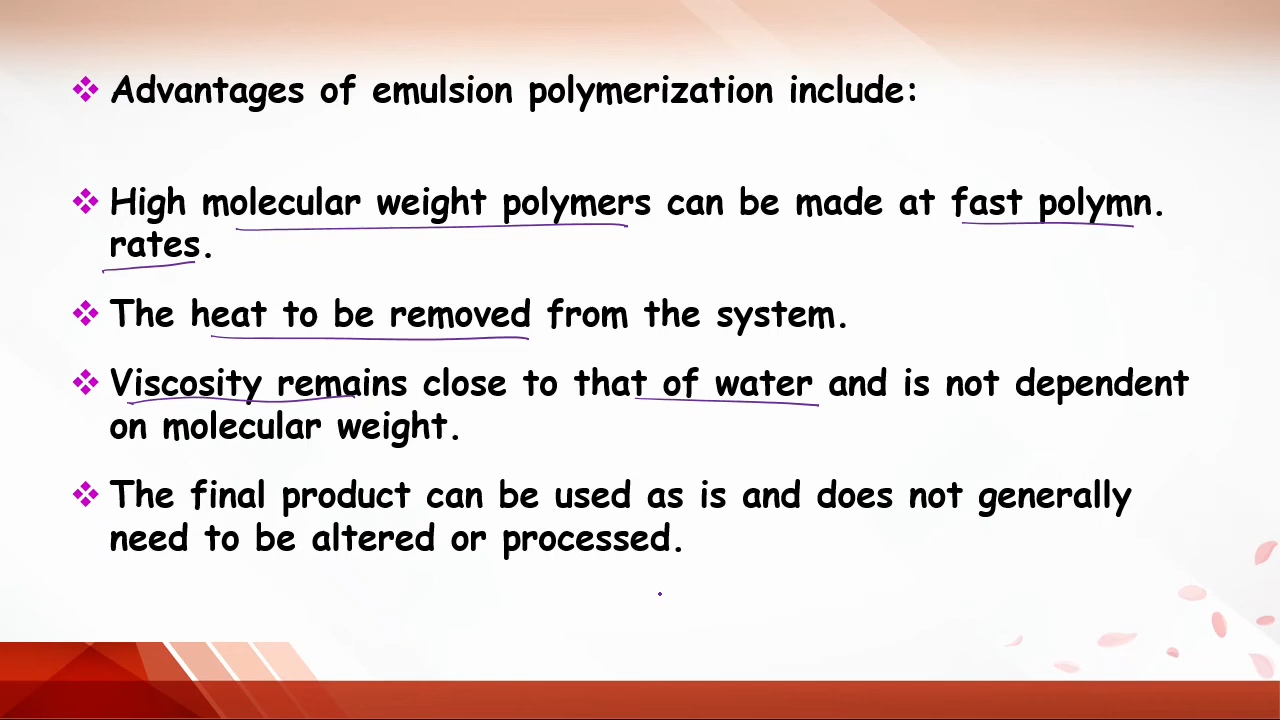 ❖ Advantages of emulsion polymerization include:
❖ High molecular weight polymers can be made at fast polymn.
rates.
❖ The heat to be removed from the system.
❖ Viscosity remains close to that of water and is not dependent
on molecular weight.
❖ The final product can be used as is and does not generally
need to be altered or processed.